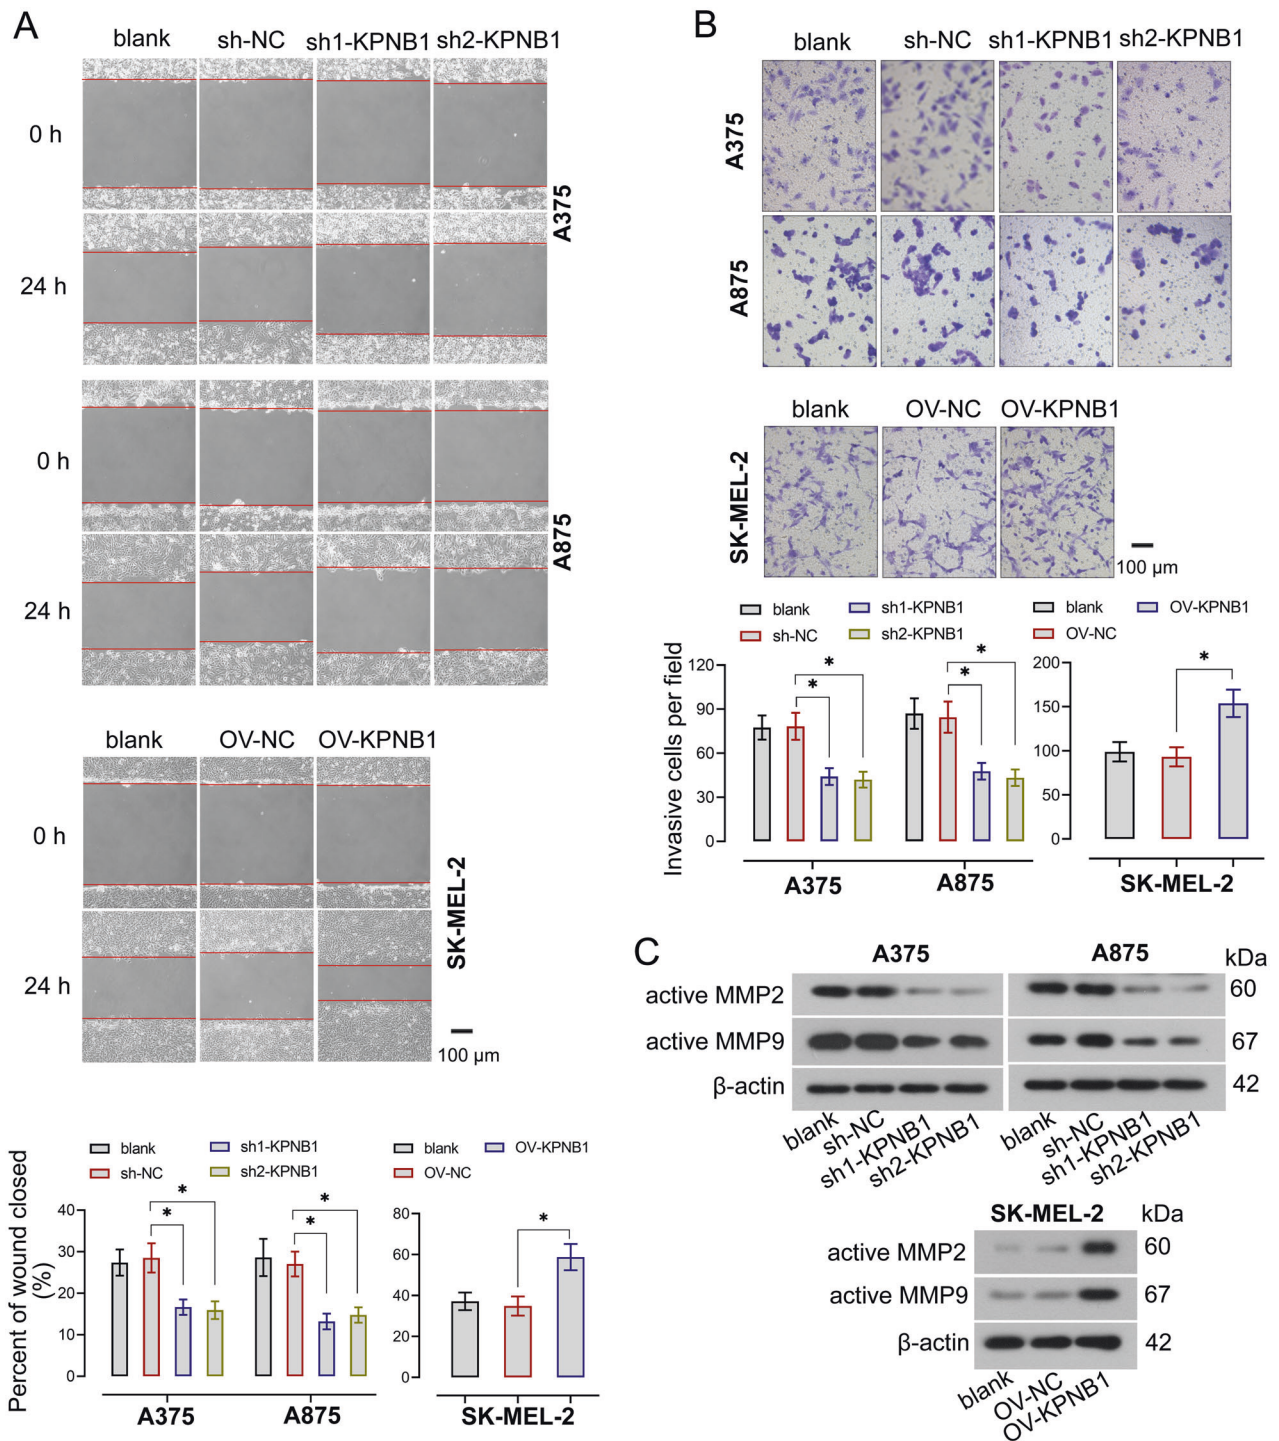 A
blank sh-NC sh1-KPNB1 sh2-KPNB1
0 h
A375
24 h
0 h
A875
24 h
blank OV-NC OV-KPNB1
0 h
SK-MEL-2
24 h
100 μm
blank sh1-KPNB1
sh-NC sh2-KPNB1
blank OV-KPNB1
OV-NC
Percent of wound closed
(%)
40
30
20
10
0
* *
* *
A375 A875
80
60
40
20
0
*
SK-MEL-2
B
blank sh-NC sh1-KPNB1 sh2-KPNB1
A375
A875
blank OV-NC OV-KPNB1
SK-MEL-2
100 μm
blank sh1-KPNB1
sh-NC sh2-KPNB1
blank OV-KPNB1
OV-NC
Invasive cells per field
120
90
60
30
0
* *
* *
A375 A875
200
150
100
50
0
*
SK-MEL-2
C
A375 A875 kDa
active MMP2 60
active MMP9 67
β-actin 42
blank sh-NC sh1-KPNB1 sh2-KPNB1
blank sh-NC sh1-KPNB1 sh2-KPNB1
SK-MEL-2 kDa
active MMP2 60
active MMP9 67
β-actin 42
blank OV-NC OV-KPNB1